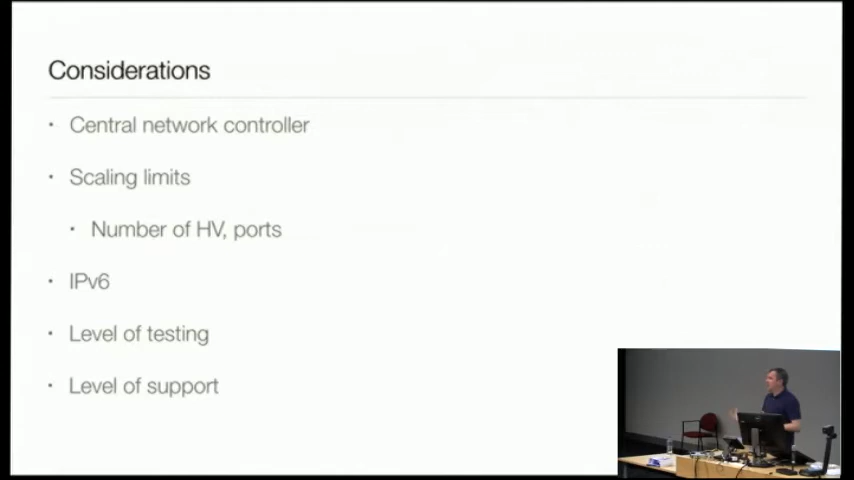 Considerations
• Central network controller
• Scaling limits
• Number of HV, ports
• IPv6
• Level of testing
• Level of support